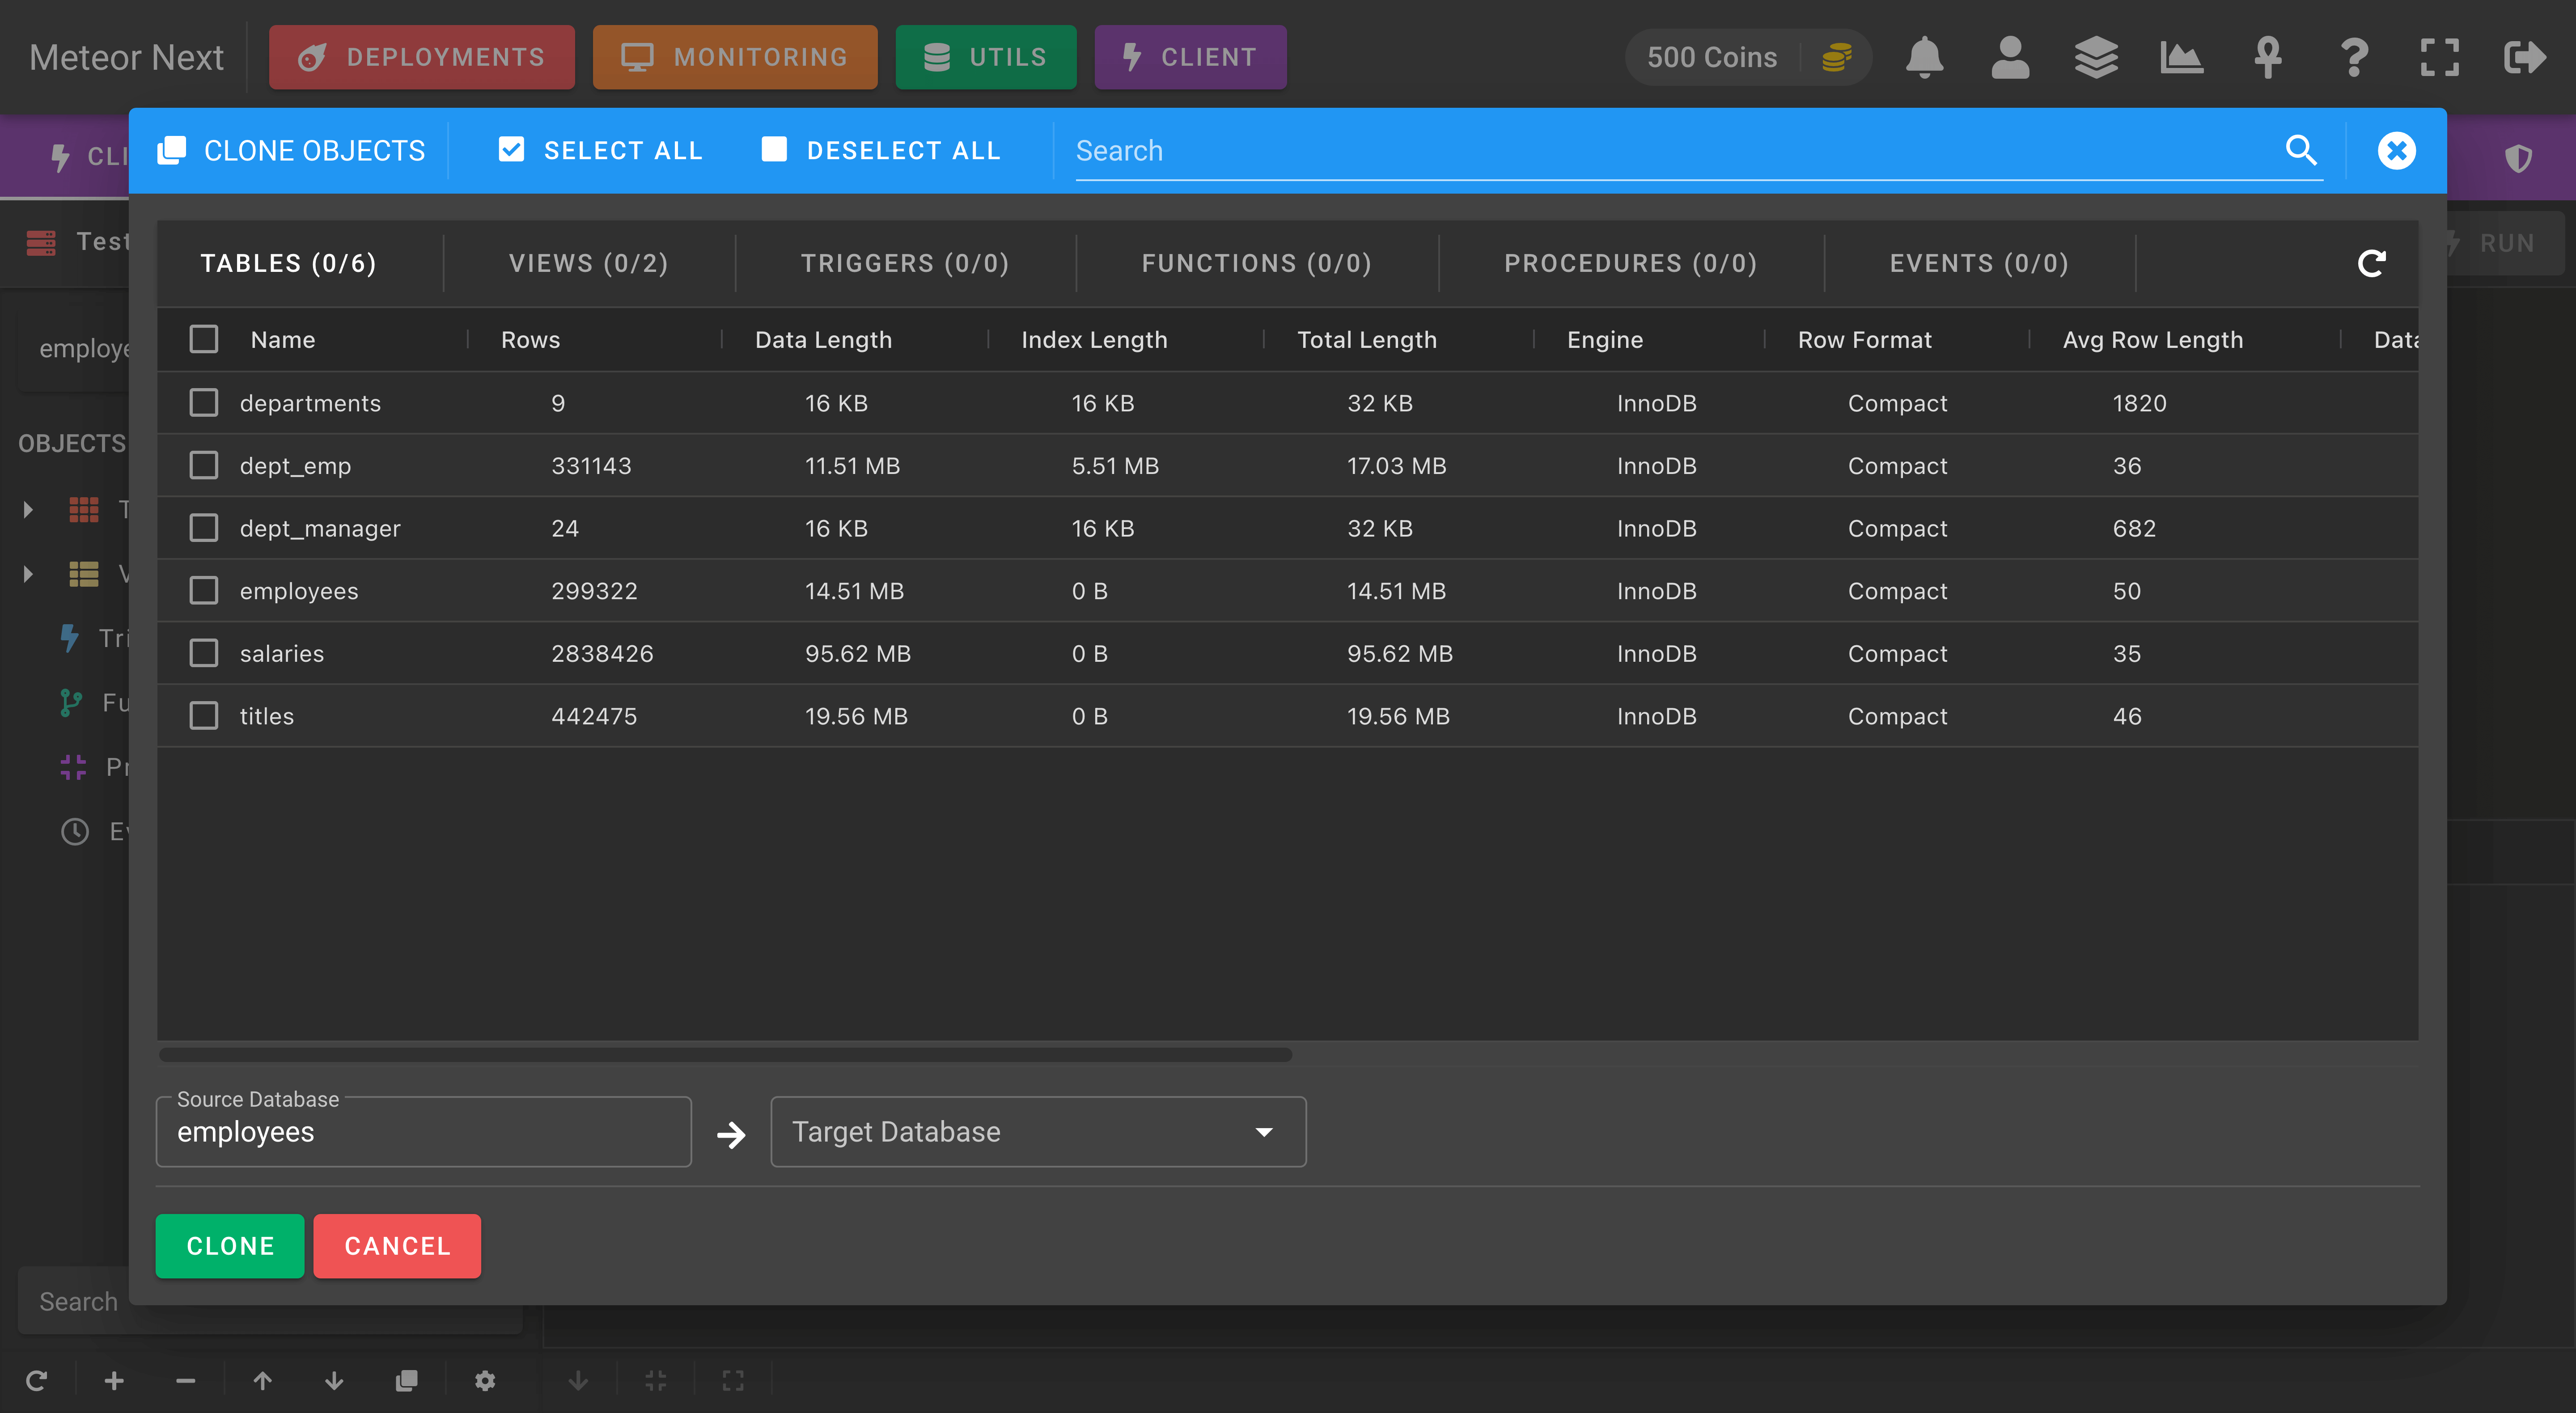 Meteor Next DEPLOYMENTS MONITORING UTILS CLIENT 500 Coins
CLI CLONE OBJECTS SELECT ALL DESELECT ALL Search
Test TABLES (0/6) VIEWS (0/2) TRIGGERS (0/0) FUNCTIONS (0/0) PROCEDURES (0/0) EVENTS (0/0) RUN
employe Name Rows Data Length Index Length Total Length Engine Row Format Avg Row Length Data
departments 9 16 KB 16 KB 32 KB InnoDB Compact 1820
OBJECTS
dept_emp 331143 11.51 MB 5.51 MB 17.03 MB InnoDB Compact 36
T dept_manager 24 16 KB 16 KB 32 KB InnoDB Compact 682
V employees 299322 14.51 MB 0 B 14.51 MB InnoDB Compact 50
Tri salaries 2838426 95.62 MB 0 B 95.62 MB InnoDB Compact 35
Fu titles 442475 19.56 MB 0 B 19.56 MB InnoDB Compact 46
Pr
Ev
Source Database
employees Target Database
CLONE CANCEL
Search